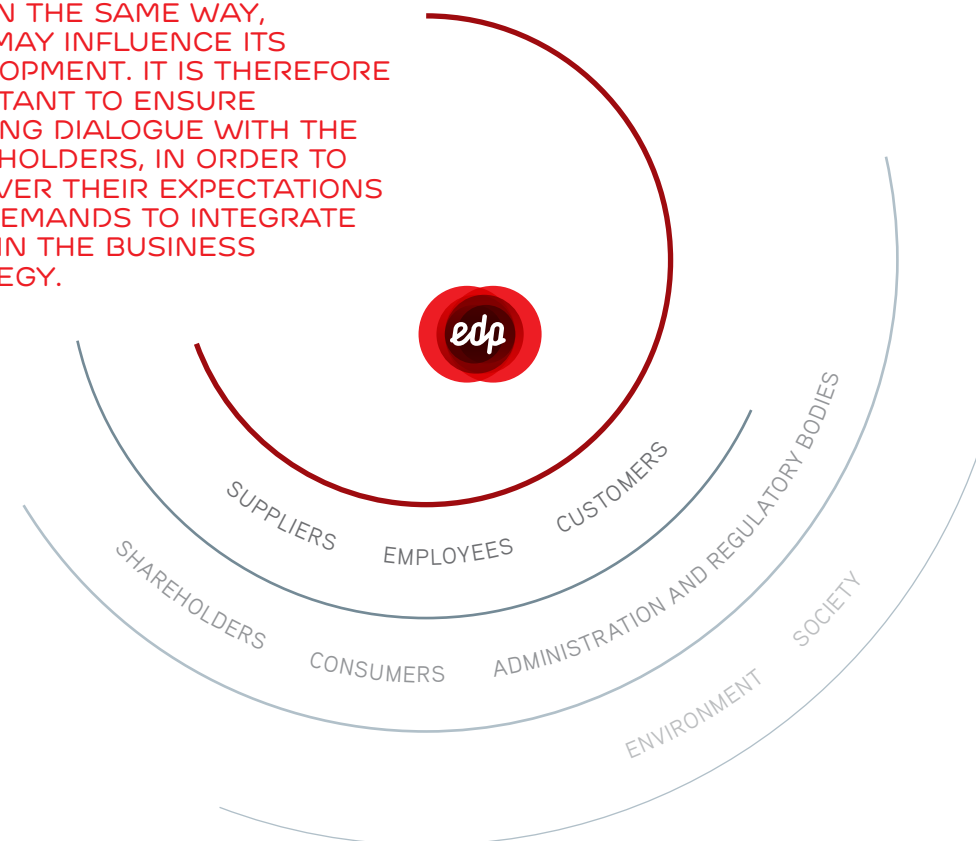 N THE SAME WAY,
MAY INFLUENCE ITS
OPMENT. IT IS THEREFORE
TANT TO ENSURE
NG DIALOGUE WITH THE
HOLDERS, IN ORDER TO
VER THEIR EXPECTATIONS
EMANDS TO INTEGRATE
IN THE BUSINESS
EGY.
edp
SUPPLIERS
EMPLOYEES
CUSTOMERS
SHAREHOLDERS
CONSUMERS
ADMINISTRATION AND REGULATORY BODIES
ENVIRONMENT
SOCIETY